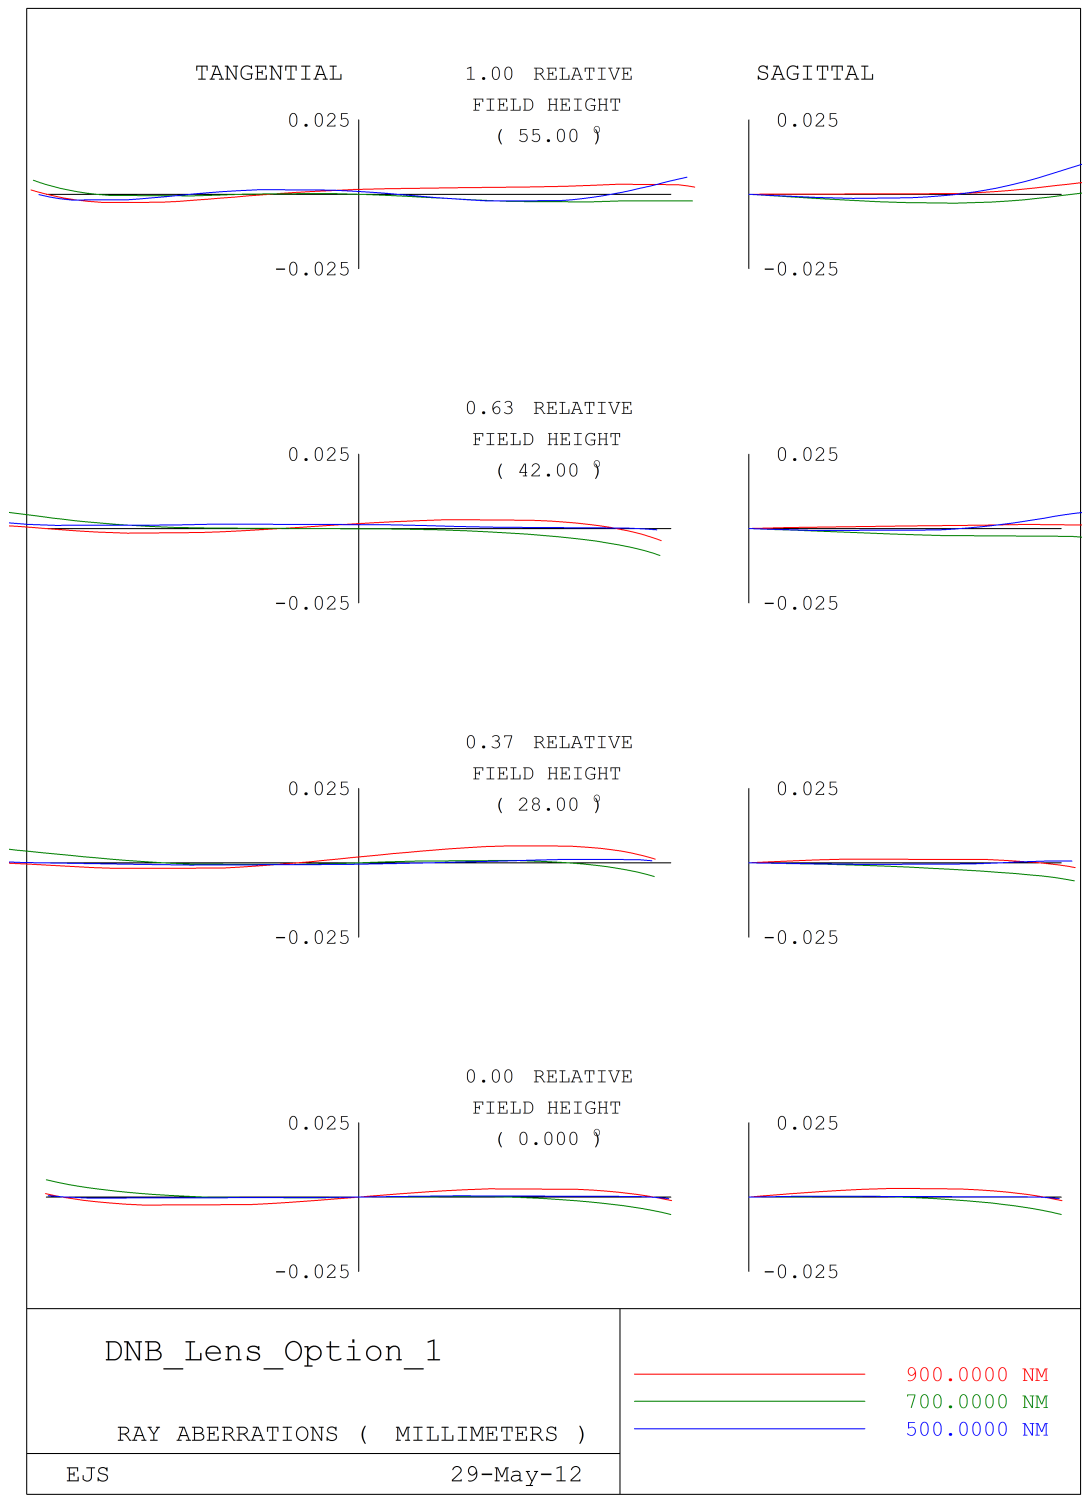 TANGENTIAL 1.00 RELATIVE SAGITTAL
FIELD HEIGHT
0.025 ( 55.00 °) 0.025
-0.025 -0.025
0.63 RELATIVE
FIELD HEIGHT
0.025 ( 42.00 °) 0.025
-0.025 -0.025
0.37 RELATIVE
FIELD HEIGHT
0.025 ( 28.00 °) 0.025
-0.025 -0.025
0.00 RELATIVE
FIELD HEIGHT
0.025 ( 0.000 °) 0.025
-0.025 -0.025
DNB_Lens_Option_1
RAY ABERRATIONS ( MILLIMETERS )
EJS 29-May-12
900.0000 NM
700.0000 NM
500.0000 NM